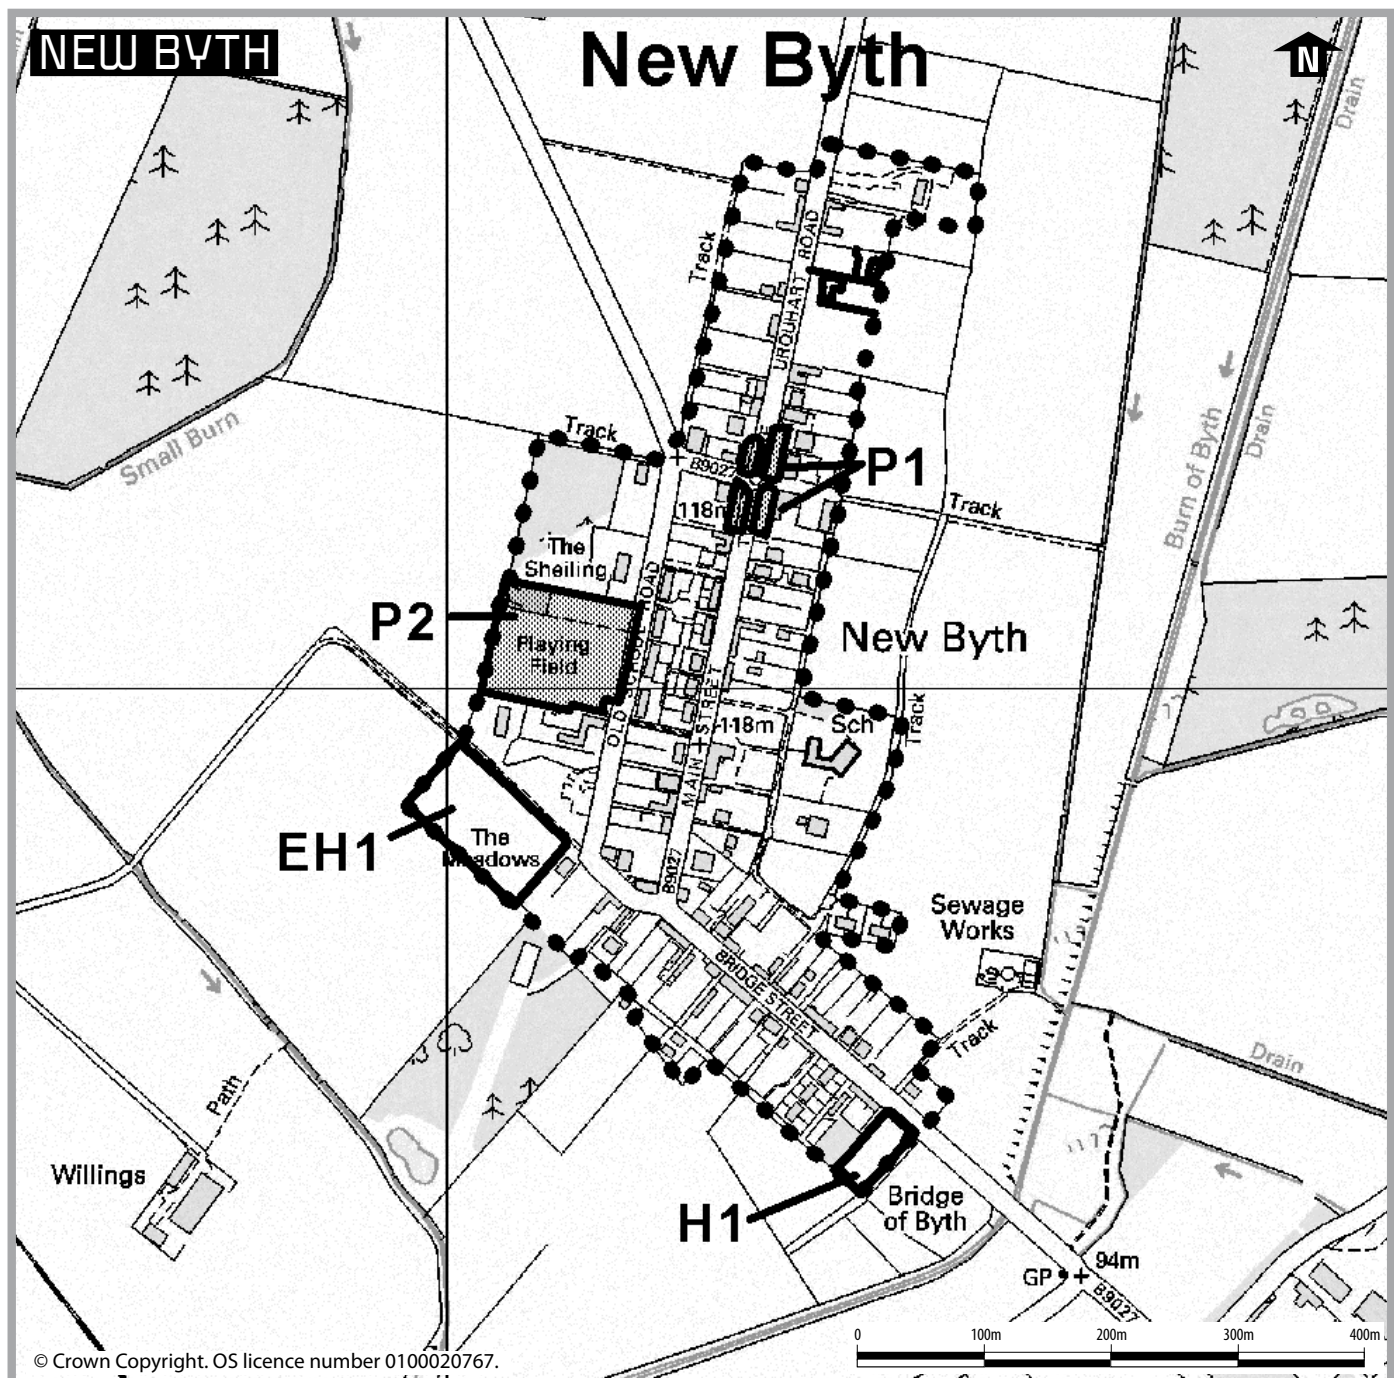 NEW BYTH
New Byth
N
Drain
Track
URQUHART ROAD
Small Burn
Track
B9027
P1
118m
Track
Burn of Byth
Drain
The
Sheiling
P2
Playing
Field
New Byth
OLD
ROAD
MAIN STREET
118m
Sch
Track
EH1
The
Meadows
B9027
Sewage
Works
BRIDGE STREET
Track
Drain
Path
Willings
H1
Bridge
of Byth
GP
94m
B9027
0 100m 200m 300m 400m
© Crown Copyright. OS licence number 0100020767.